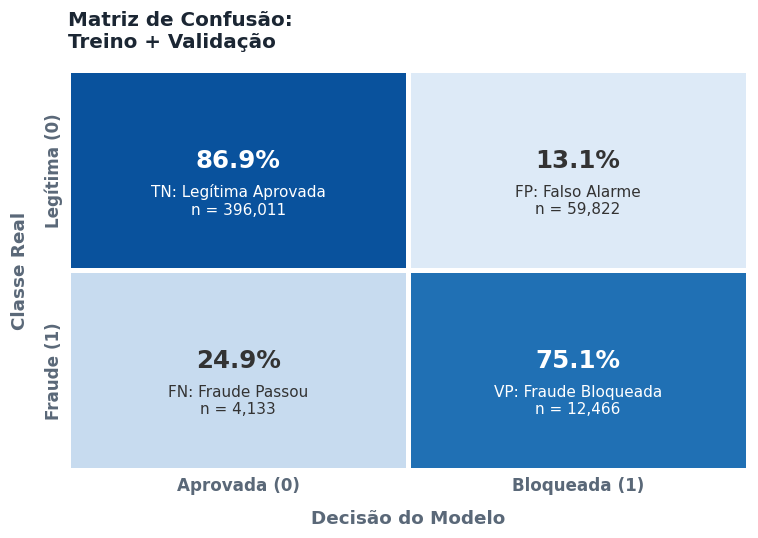 Matriz de Confusão:
Treino + Validação
Classe Real
Legítima (0)
86.9%
TN: Legítima Aprovada
n = 396,011
13.1%
FP: Falso Alarme
n = 59,822
Fraude (1)
24.9%
FN: Fraude Passou
n = 4,133
75.1%
VP: Fraude Bloqueada
n = 12,466
Aprovada (0)
Bloqueada (1)
Decisão do Modelo